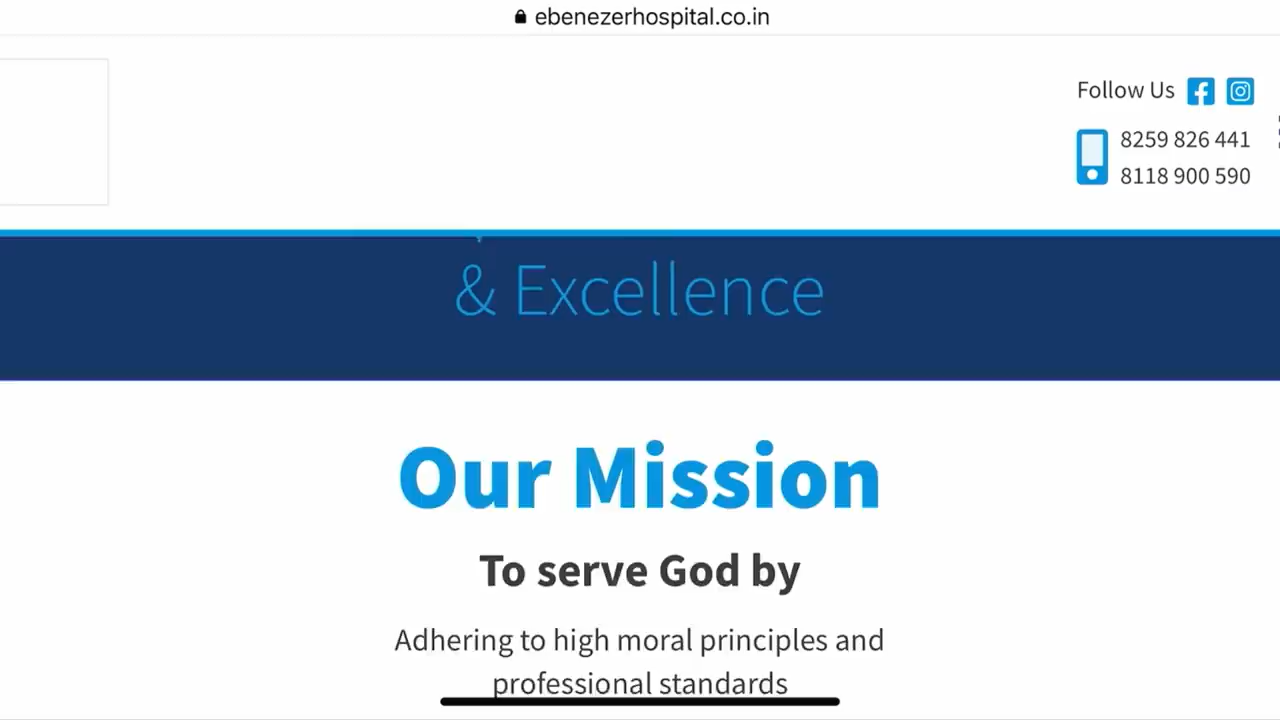 ebenezerhospital.co.in
Follow Us
8259 826 441
8118 900 590
& Excellence
Our Mission
To serve God by
Adhering to high moral principles and
professional standards